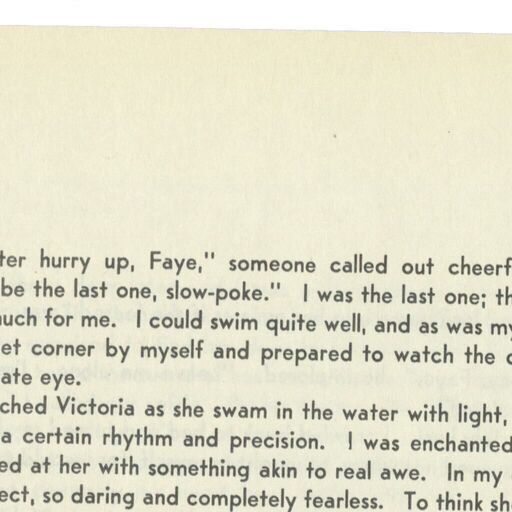 ter hurry up, Faye," someone called out cheerf
be the last one, slow-poke." I was the last one; th
uch for me. I could swim quite well, and as was my
et corner by myself and prepared to watch the
ate eye.
ched Victoria as she swam in the water with light,
a certain rhythm and precision. I was enchanted
ed at her with something akin to real awe. In my
ect, so daring and completely fearless. To think sh